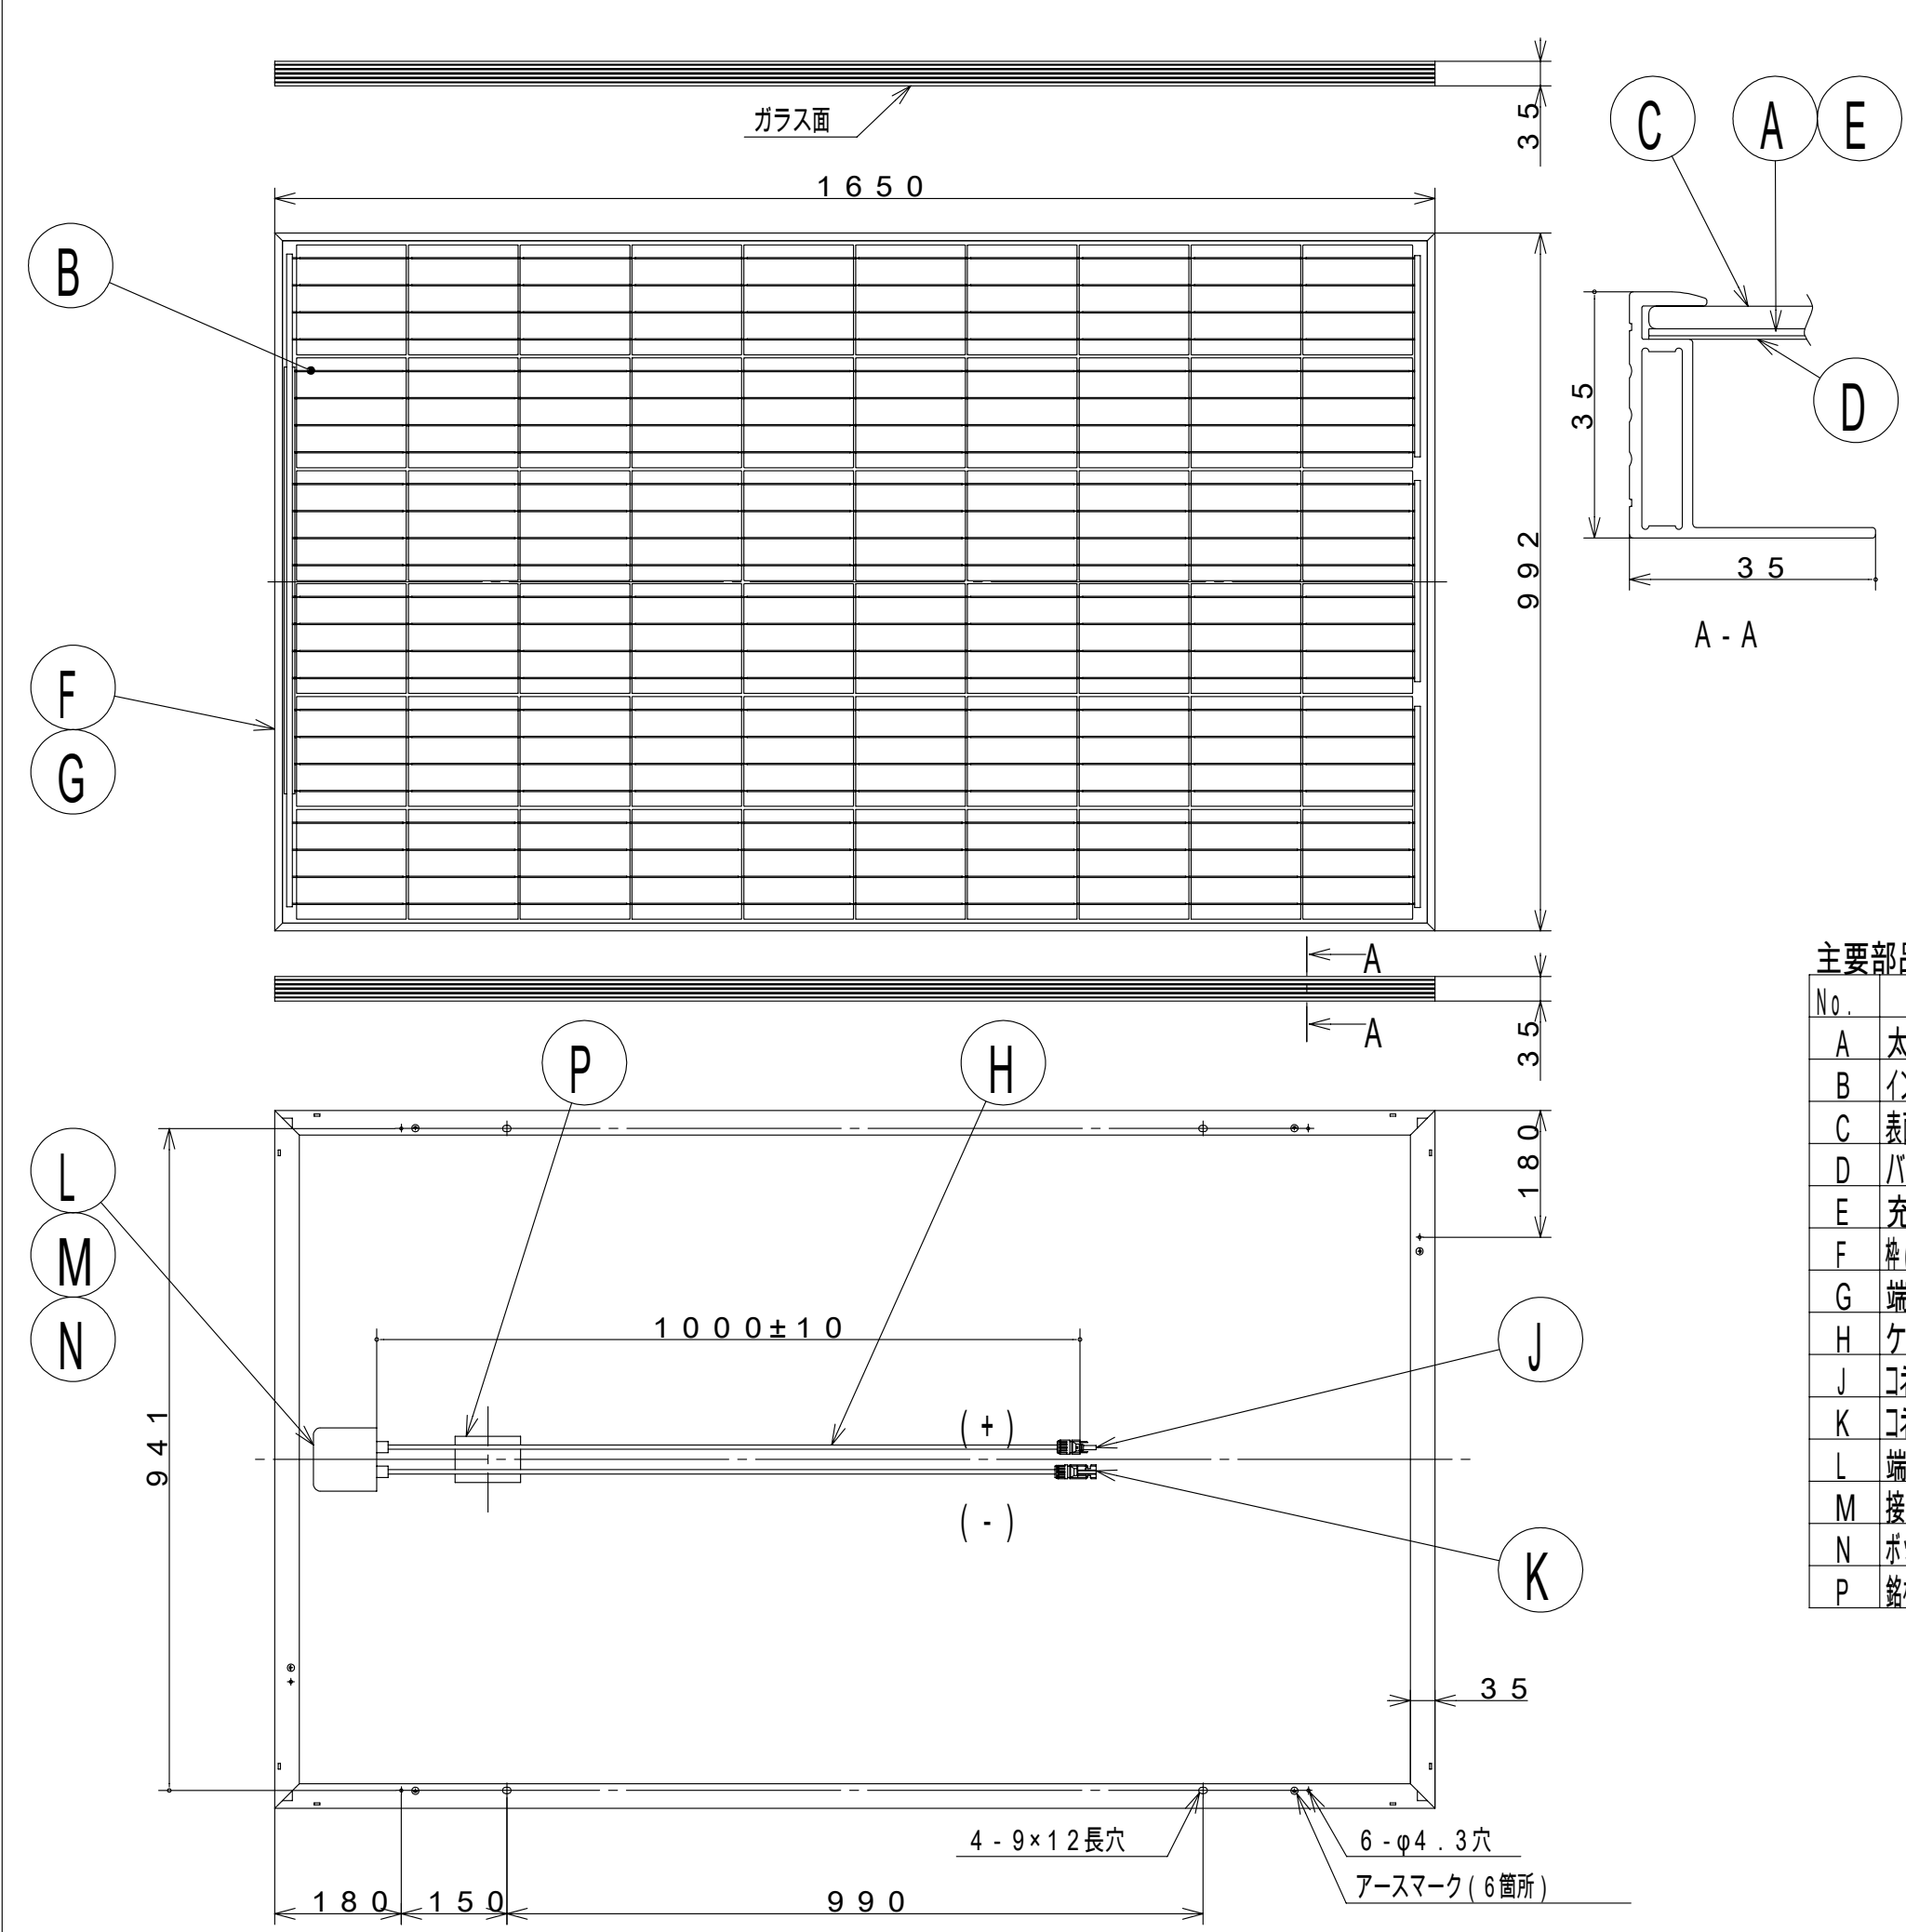 ガラス面
35
C
A
E
1650
B
992
35
D
35
A-A
F
G
A
A
35
P
H
180
L
M
N
1000±10
J
(+)
941
(-)
K
35
4-9×12長穴
6-φ4.3穴
アースマーク(6箇所)
180
150
990
主要部
No.
A 太
B イ
C 表
D バ
E 充
F 枠
G 端
H ケ
J コ
K コ
L 端
M 接
N ボ
P 銘